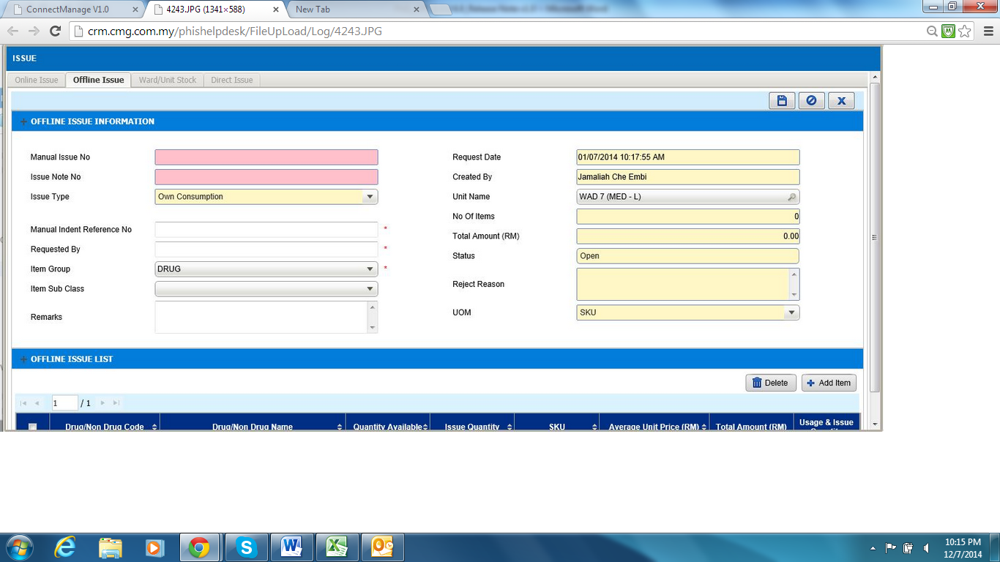 ConnectManage V1.0
4243.JPG (1341×588)
New Tab
crm.cmg.com.my/phishelpdesk/FileUpLoad/Log/4243.JPG
ISSUE
Online Issue
Offline Issue
Ward/Unit Stock
Direct Issue
OFFLINE ISSUE INFORMATION
Manual Issue No
Request Date 01/07/2014 10:17:55 AM
Issue Note No
Created By Jamaliah Che Embi
Issue Type Own Consumption
Unit Name WAD 7 (MED - L)
No Of Items 0
Manual Indent Reference No *
Total Amount (RM) 0.00
Requested By *
Status Open
Item Group DRUG *
Reject Reason
Item Sub Class
Remarks
UOM SKU
OFFLINE ISSUE LIST
Delete
Add Item
1 / 1
Drug/Non Drug Code
Drug/Non Drug Name
Quantity Available
Issue Quantity
SKU
Average Unit Price (RM)
Total Amount (RM)
Usage & Issue
10:15 PM
12/7/2014